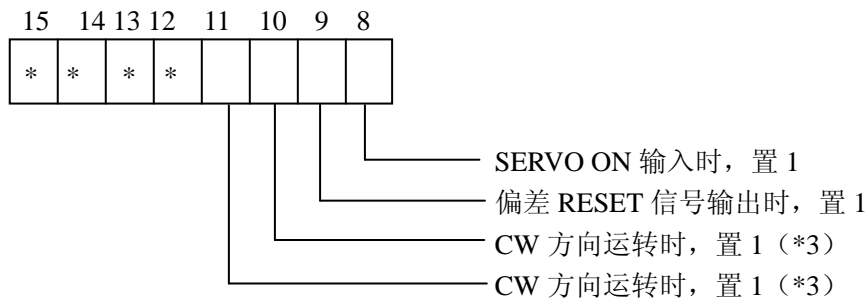 15 14 13 12 11 10 9 8
* * * *
SERVO ON 输入时，置 1
偏差 RESET 信号输出时，置 1
CW 方向运转时，置 1（*3）
CW 方向运转时，置 1（*3）